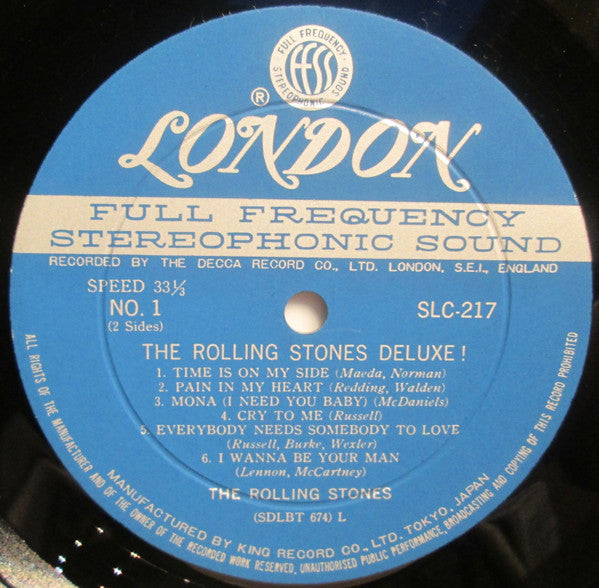 FULL FREQUENCY
ffss
STEREOPHONIC SOUND
®
LONDON
FULL FREQUENCY
STEREOPHONIC SOUND
RECORDED BY THE DECCA RECORD CO., LTD. LONDON, S.E.I., ENGLAND
SPEED 33⅓
NO. 1
(2 Sides)
SLC-217
THE ROLLING STONES DELUXE!
1. TIME IS ON MY SIDE (Maeda, Norman)
2. PAIN IN MY HEART (Redding, Walden)
3. MONA (I NEED YOU BABY) (McDaniels)
4. CRY TO ME (Russell)
5. EVERYBODY NEEDS SOMEBODY TO LOVE
(Russell, Burke, Wexler)
6. I WANNA BE YOUR MAN
(Lennon, McCartney)
THE ROLLING STONES
(SDLBT 674) L
MANUFACTURED BY KING RECORD CO., LTD. TOKYO, JAPAN
ALL RIGHTS OF THE MANUFACTURER AND OF THE OWNER OF THE RECORDED WORK RESERVED. UNAUTHORISED PUBLIC PERFORMANCE, BROADCASTING AND COPYING OF THIS RECORD PROHIBITED